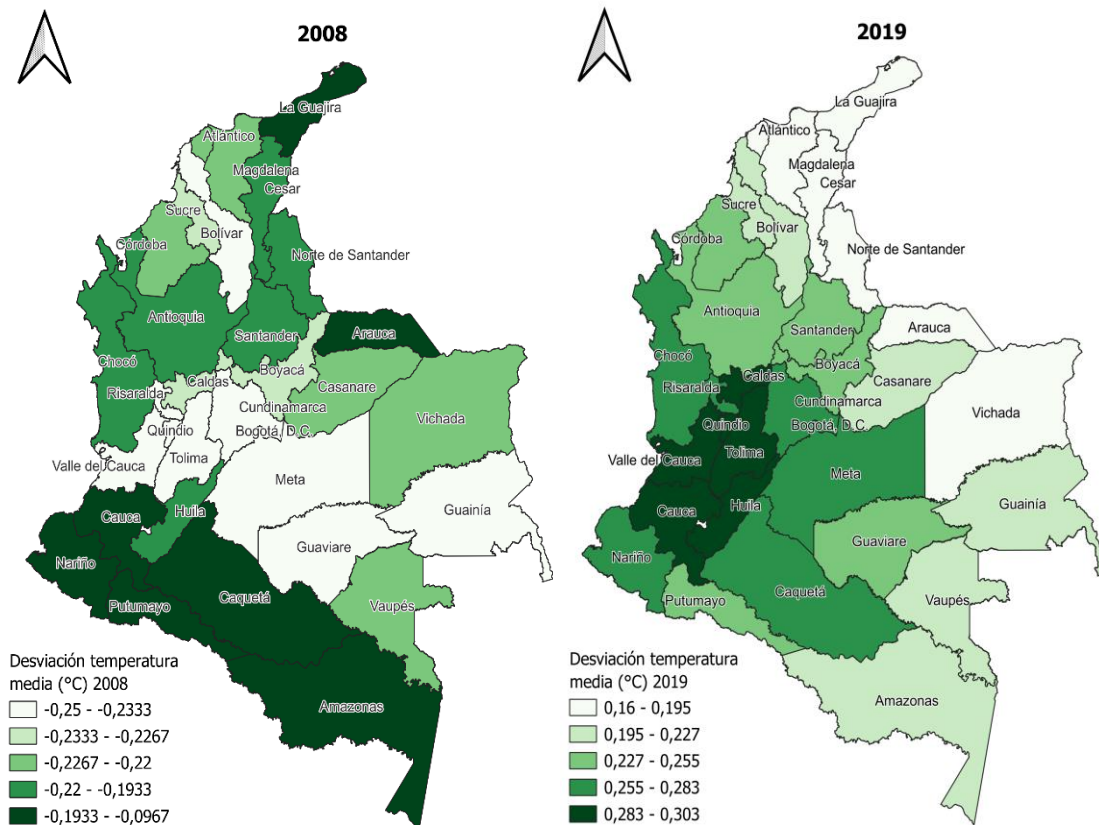 2008
La Guajira
Atlántico
Magdalena
Cesar
Sucre
Bolívar
Córdoba
Norte de Santander
Antioquia
Santander
Arauca
Chocó
Boyacá
Caldas
Casanare
Risaralda
Cundinamarca
Vichada
Quindio
Bogotá, D.C.
Tolima
Valle del Cauca
Meta
Guainía
Cauca
Huila
Guaviare
Nariño
Caquetá
Putumayo
Vaupés
Amazonas
Desviación temperatura
media (°C) 2008
-0,25 - -0,2333
-0,2333 - -0,2267
-0,2267 - -0,22
-0,22 - -0,1933
-0,1933 - -0,0967
2019
La Guajira
Atlántico
Magdalena
Cesar
Sucre
Bolívar
Córdoba
Norte de Santander
Antioquia
Santander
Arauca
Chocó
Boyacá
Caldas
Casanare
Risaralda
Cundinamarca
Vichada
Quindio
Bogotá, D.C.
Tolima
Valle del Cauca
Meta
Guainía
Cauca
Huila
Guaviare
Nariño
Caquetá
Putumayo
Vaupés
Amazonas
Desviación temperatura
media (°C) 2019
0,16 - 0,195
0,195 - 0,227
0,227 - 0,255
0,255 - 0,283
0,283 - 0,303